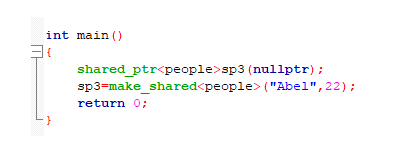 int main()
{
shared_ptr<people>sp3(nullptr);
sp3=make_shared<people>("Abel",22);
return 0;
}